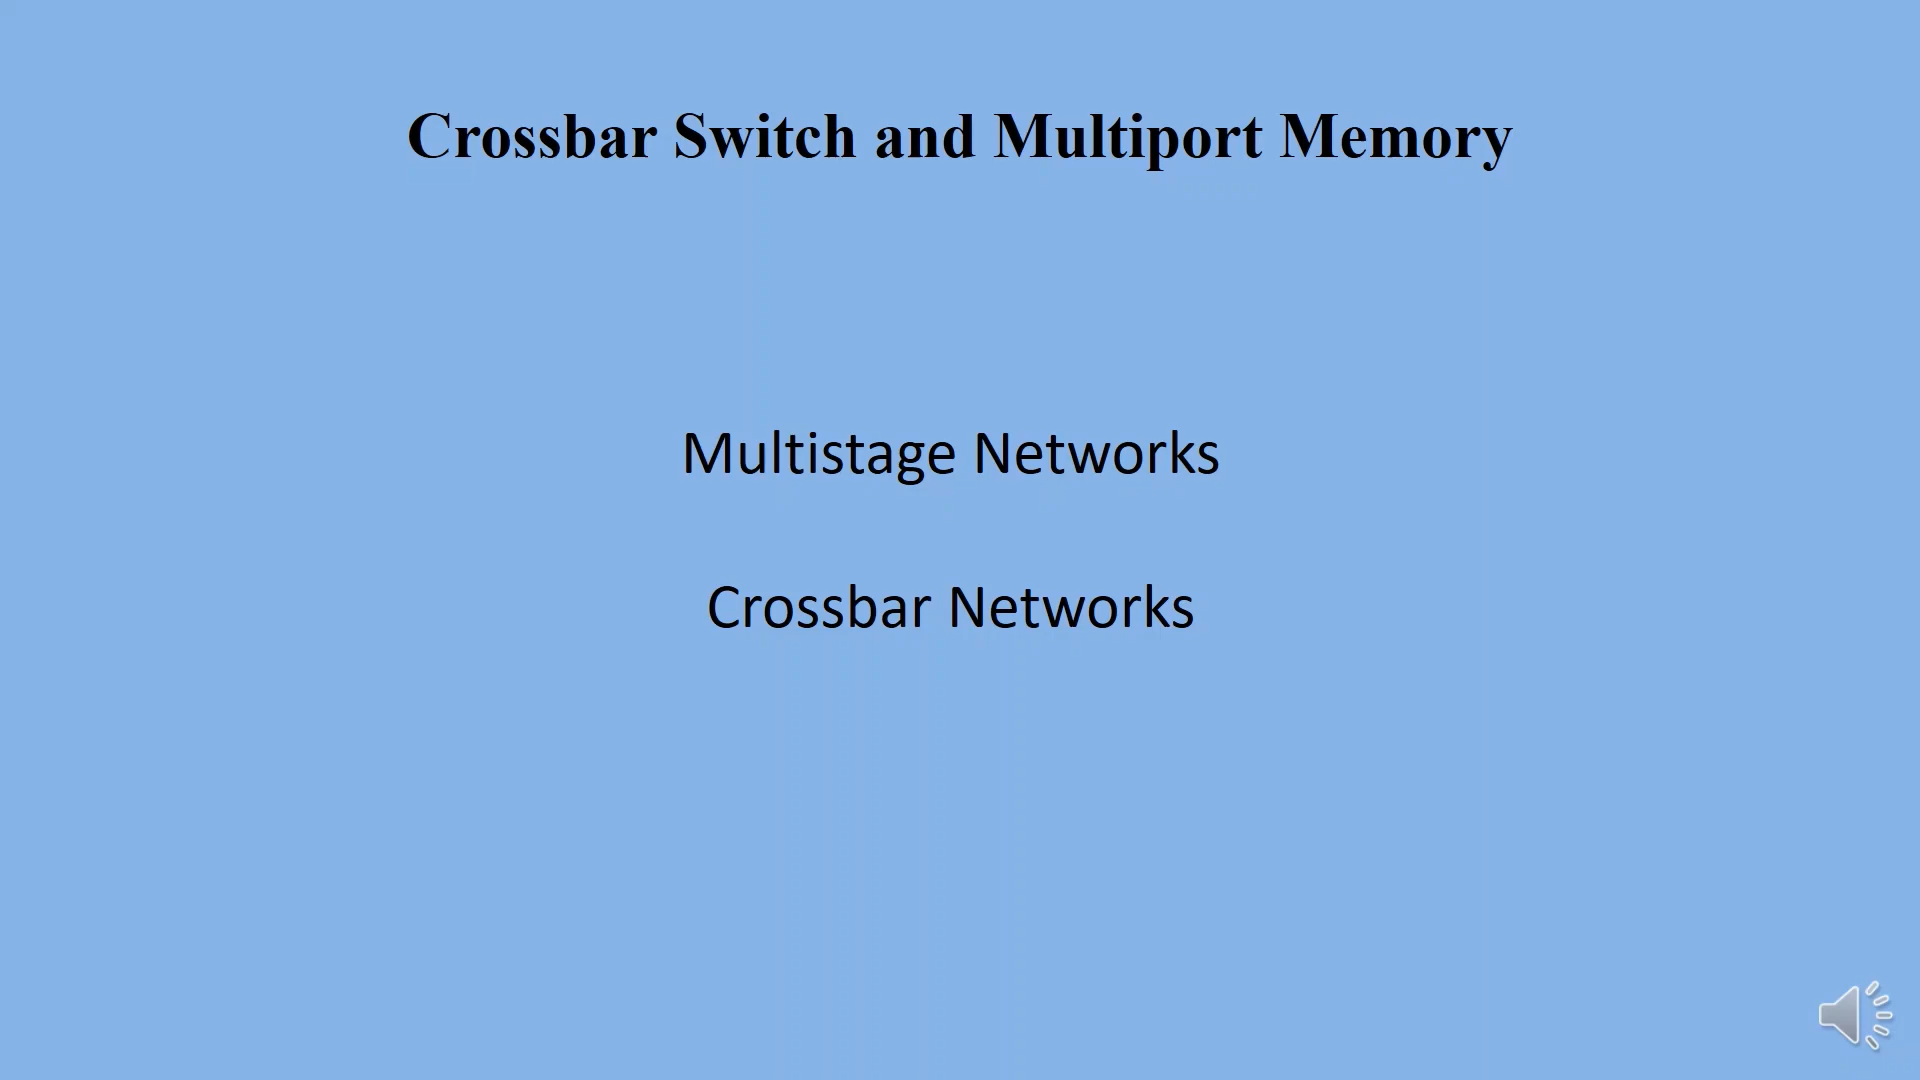 Crossbar Switch and Multiport Memory
Multistage Networks
Crossbar Networks